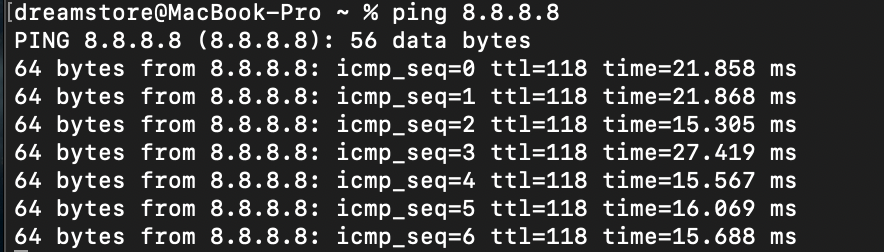 [dreamstore@MacBook-Pro ~ % ping 8.8.8.8
PING 8.8.8.8 (8.8.8.8): 56 data bytes
64 bytes from 8.8.8.8: icmp_seq=0 ttl=118 time=21.858 ms
64 bytes from 8.8.8.8: icmp_seq=1 ttl=118 time=21.868 ms
64 bytes from 8.8.8.8: icmp_seq=2 ttl=118 time=15.305 ms
64 bytes from 8.8.8.8: icmp_seq=3 ttl=118 time=27.419 ms
64 bytes from 8.8.8.8: icmp_seq=4 ttl=118 time=15.567 ms
64 bytes from 8.8.8.8: icmp_seq=5 ttl=118 time=16.069 ms
64 bytes from 8.8.8.8: icmp_seq=6 ttl=118 time=15.688 ms